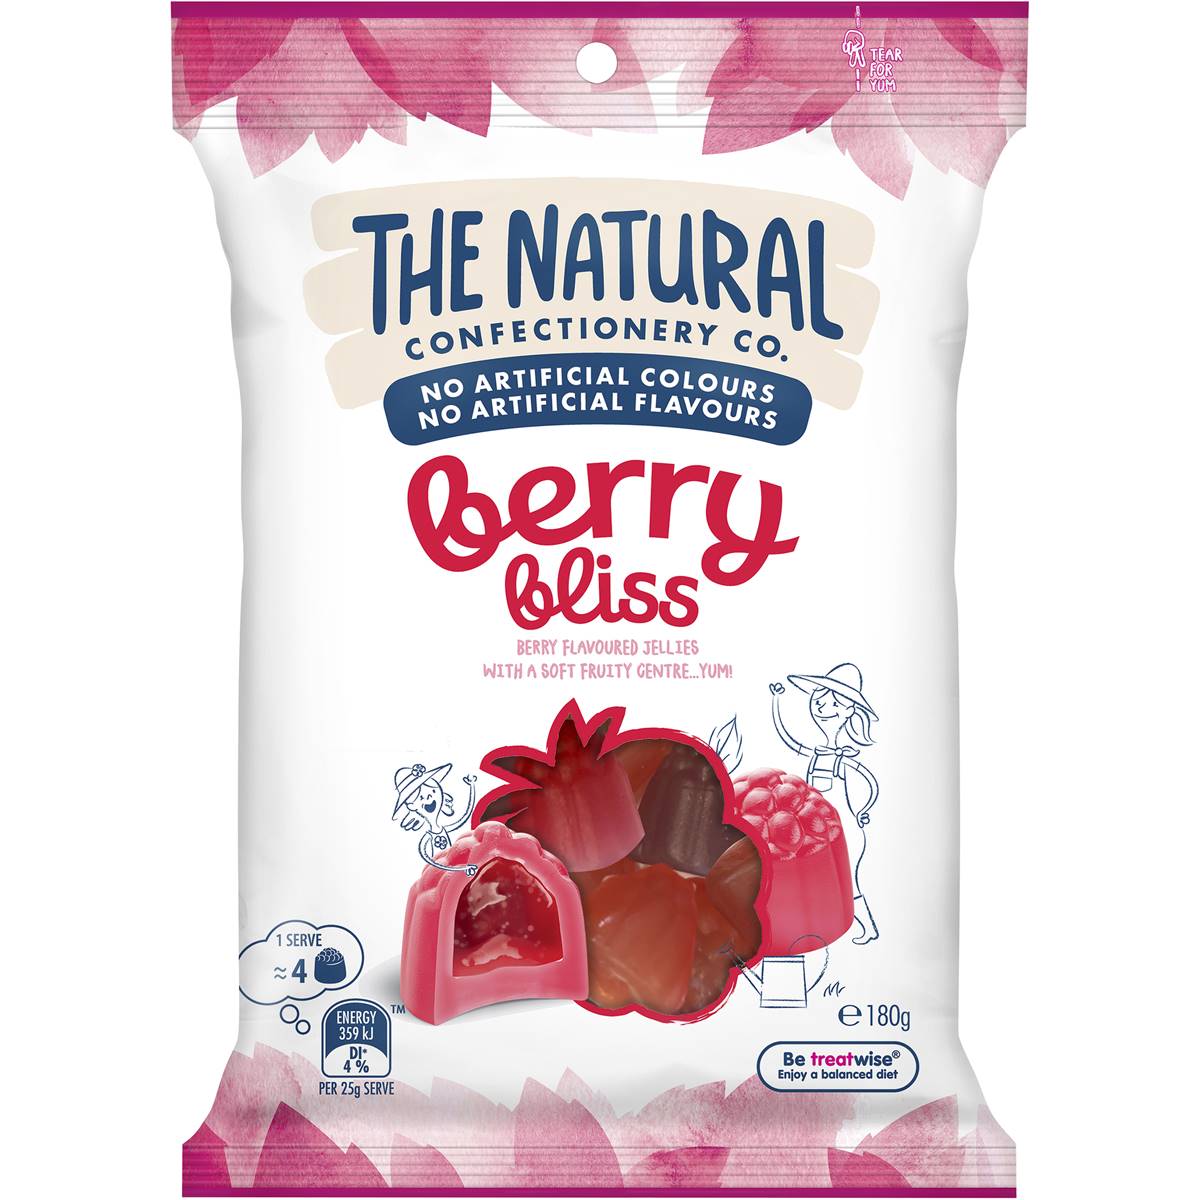 TEAR
FOR
YUM
THE NATURAL
CONFECTIONERY CO.
NO ARTIFICIAL COLOURS
NO ARTIFICIAL FLAVOURS
berry
bliss
BERRY FLAVOURED JELLIES
WITH A SOFT FRUITY CENTRE...YUM!
1 SERVE
≈4
ENERGY
359 kJ
DI*
4%
TM
PER 25g SERVE
℮180g
Be treatwise®
Enjoy a balanced diet